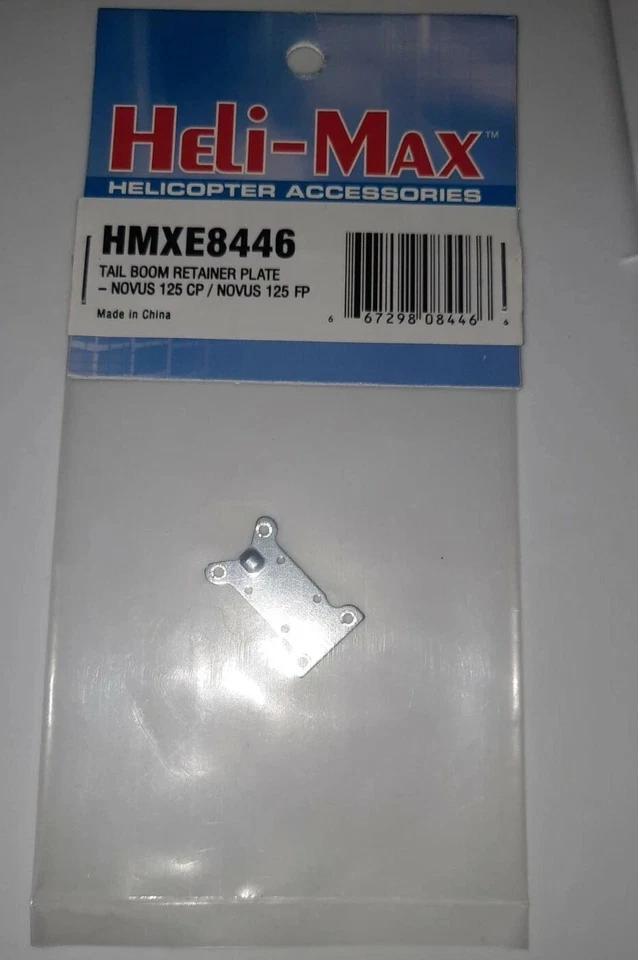 Heli-Max™
HELICOPTER ACCESSORIES
HMXE8446
TAIL BOOM RETAINER PLATE
– NOVUS 125 CP / NOVUS 125 FP
Made in China
6 67298 08446 6